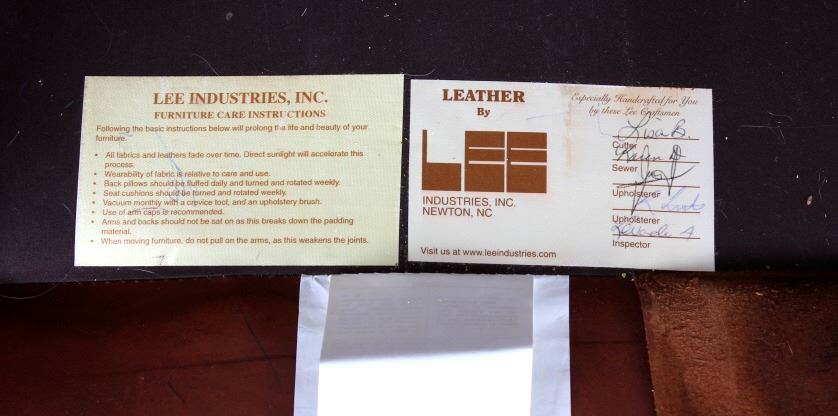 LEE INDUSTRIES, INC.
FURNITURE CARE INSTRUCTIONS
Following the basic instructions below will prolong the life and beauty of your
furniture.
• All fabrics and leathers fade over time. Direct sunlight will accelerate this
process.
• Wearability of fabric is relative to care and use.
• Back pillows should be fluffed daily and turned and rotated weekly.
• Seat cushions should be turned and rotated weekly.
• Vacuum monthly with a crevice tool, and an upholstery brush.
• Use of arm caps is recommended.
• Arms and backs should not be sat on as this breaks down the padding
material.
• When moving furniture, do not pull on the arms, as this weakens the joints.
LEATHER
By
LEE
INDUSTRIES, INC.
NEWTON, NC
Visit us at www.leeindustries.com
Especially Handcrafted for You
by these Lee Craftsmen
Lisa B.
Cutter
Sewer
Upholsterer
Upholsterer
Inspector